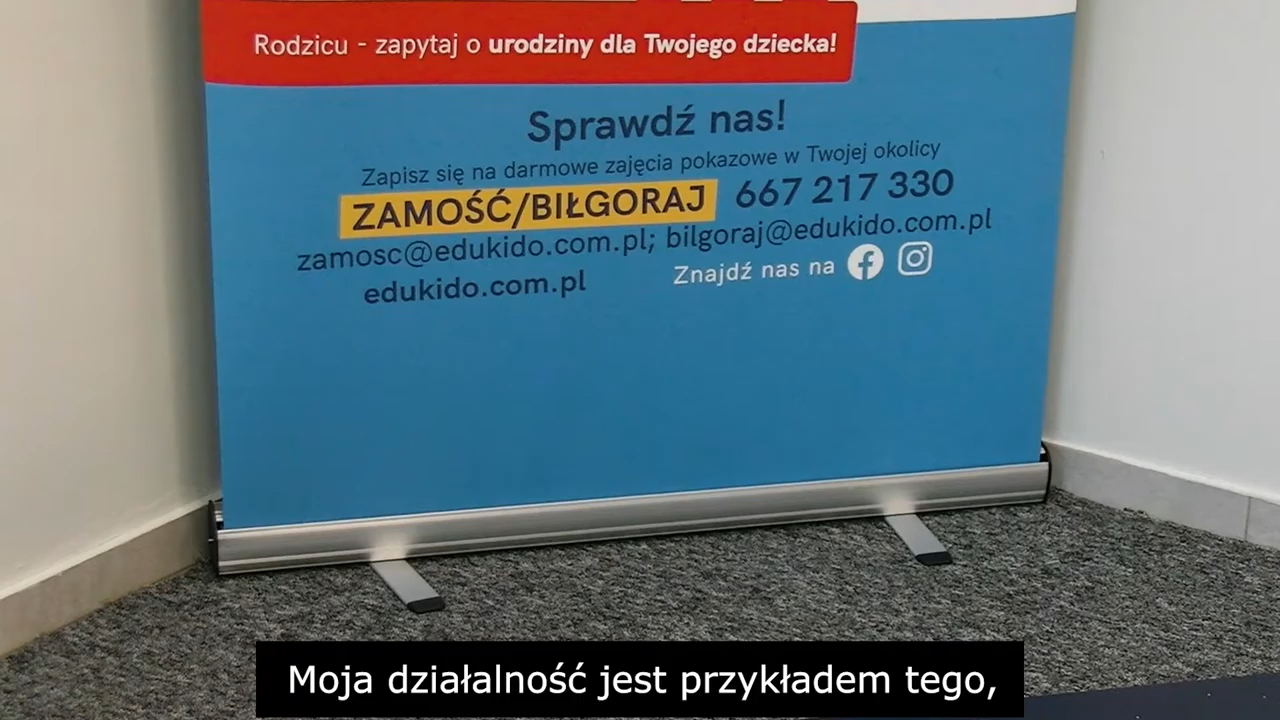 Rodzicu - zapytaj o urodziny dla Twojego dziecka!
Sprawdź nas!
Zapisz się na darmowe zajęcia pokazowe w Twojej okolicy
ZAMOŚĆ/BIŁGORAJ 667 217 330
zamosc@edukido.com.pl; bilgoraj@edukido.com.pl
edukido.com.pl Znajdź nas na
Moja działalność jest przykładem tego,